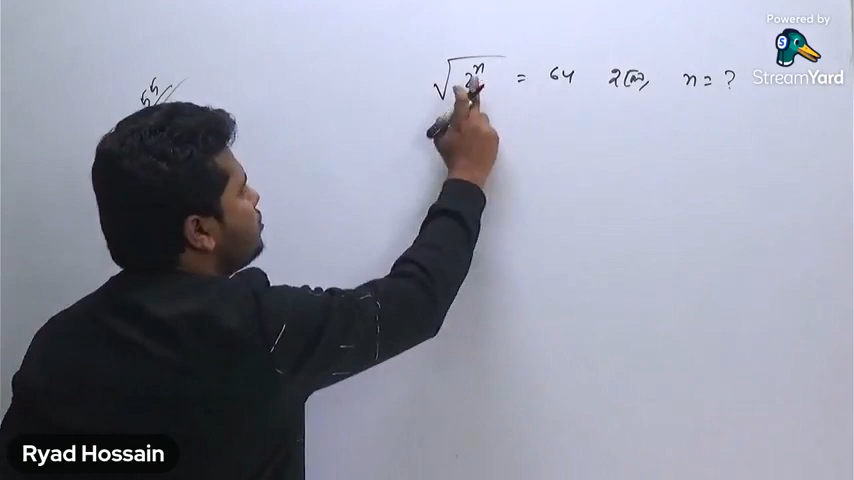 Powered by
StreamYard
√2ⁿ = 64 হলে, n = ?
Ryad Hossain